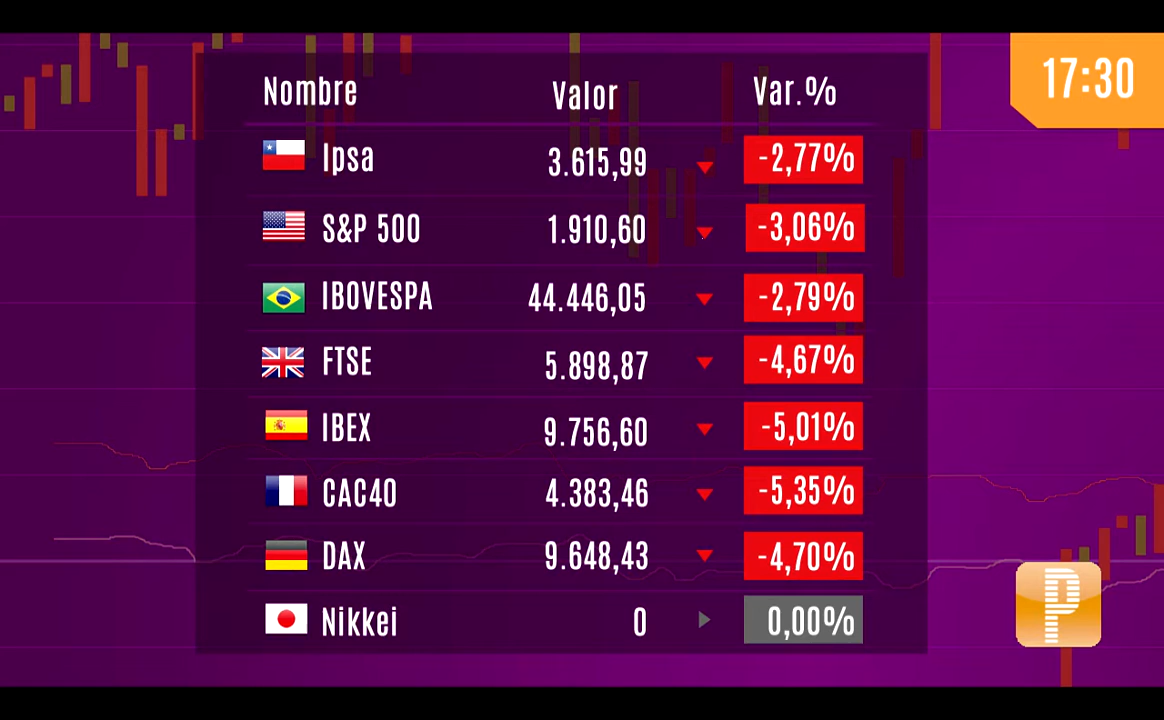 17:30
Nombre Valor Var.%
Ipsa 3.615,99 -2,77%
S&P 500 1.910,60 -3,06%
IBOVESPA 44.446,05 -2,79%
FTSE 5.898,87 -4,67%
IBEX 9.756,60 -5,01%
CAC40 4.383,46 -5,35%
DAX 9.648,43 -4,70%
Nikkei 0 0,00%
P